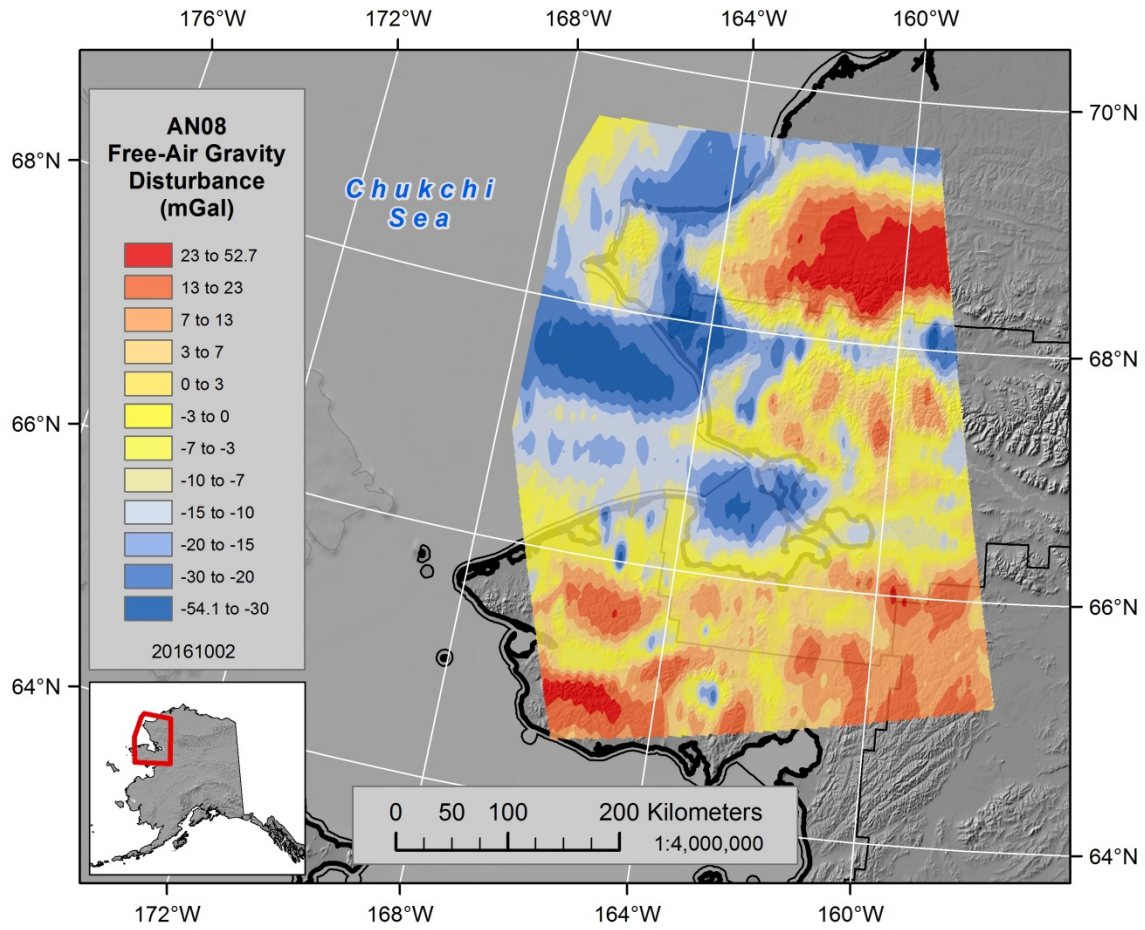 176°W
172°W
168°W
164°W
160°W
70°N
68°N
68°N
66°N
66°N
64°N
64°N
AN08
Free-Air Gravity
Disturbance
(mGal)
23 to 52.7
13 to 23
7 to 13
3 to 7
0 to 3
-3 to 0
-7 to -3
-10 to -7
-15 to -10
-20 to -15
-30 to -20
-54.1 to -30
20161002
Chukchi
Sea
0 50 100 200 Kilometers
1:4,000,000
172°W
168°W
164°W
160°W